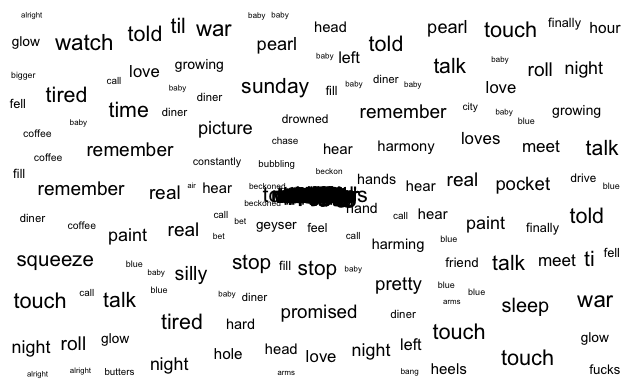 alright baby baby
glow watch told til war head pearl touch finally hour
pearl told
baby left talk roll night
bigger call love growing
fell tired baby diner sunday fill baby diner baby love
time diner remember city baby growing
coffee baby picture drowned blue
chase
remember hear harmony loves meet talk
coffee constantly bubbling
fill beckon
remember real air hear beckoned hands hear real pocket drive blue
beckoned hand
diner coffee call bet geyser feel call hear paint finally told
paint real bet call harming blue
squeeze blue baby silly stop fill stop baby friend talk meet ti fell
touch call talk blue baby diner pretty blue blue
arms sleep war
tired hard promised diner
touch
night roll glow hole head love night left touch glow
night
alright alright butters arms bang heels fucks